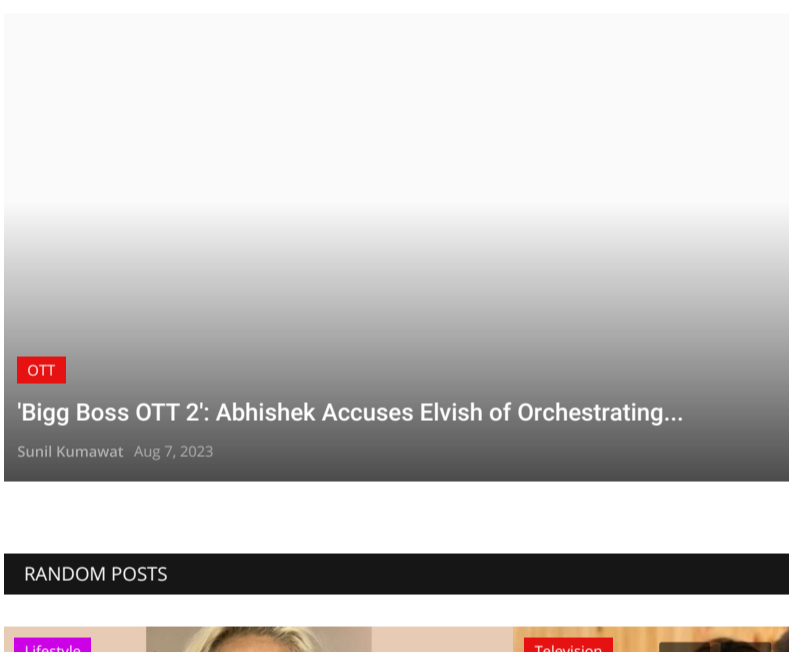 OTT
'Bigg Boss OTT 2': Abhishek Accuses Elvish of Orchestrating...
Sunil Kumawat Aug 7, 2023
RANDOM POSTS
Lifestyle Television